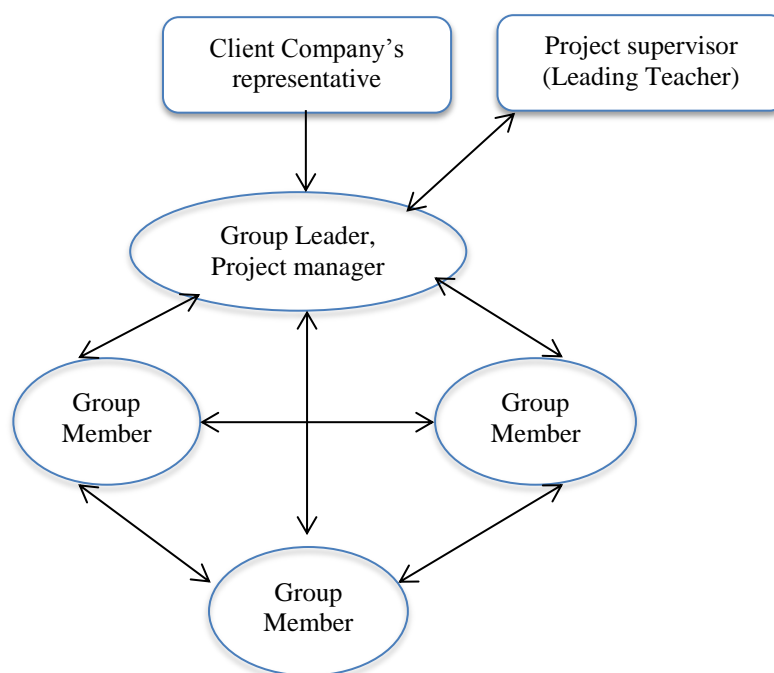 Client Company’s
representative
Project supervisor
(Leading Teacher)
Group Leader,
Project manager
Group
Member
Group
Member
Group
Member